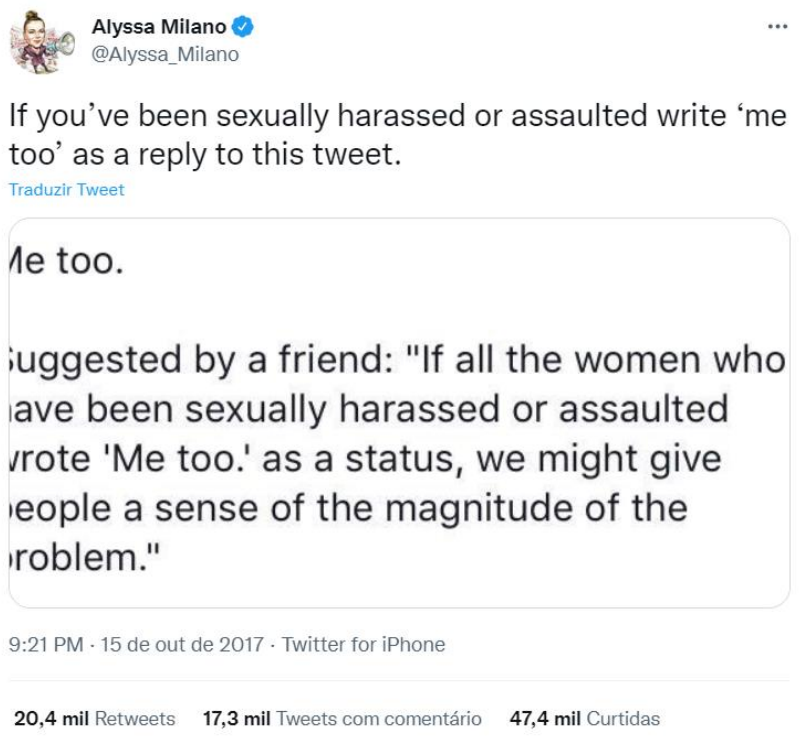 Alyssa Milano
@Alyssa_Milano
If you’ve been sexually harassed or assaulted write ‘me
too’ as a reply to this tweet.
Traduzir Tweet
Me too.
Suggested by a friend: "If all the women who
have been sexually harassed or assaulted
wrote 'Me too.' as a status, we might give
people a sense of the magnitude of the
problem."
9:21 PM · 15 de out de 2017 · Twitter for iPhone
20,4 mil Retweets 17,3 mil Tweets com comentário 47,4 mil Curtidas